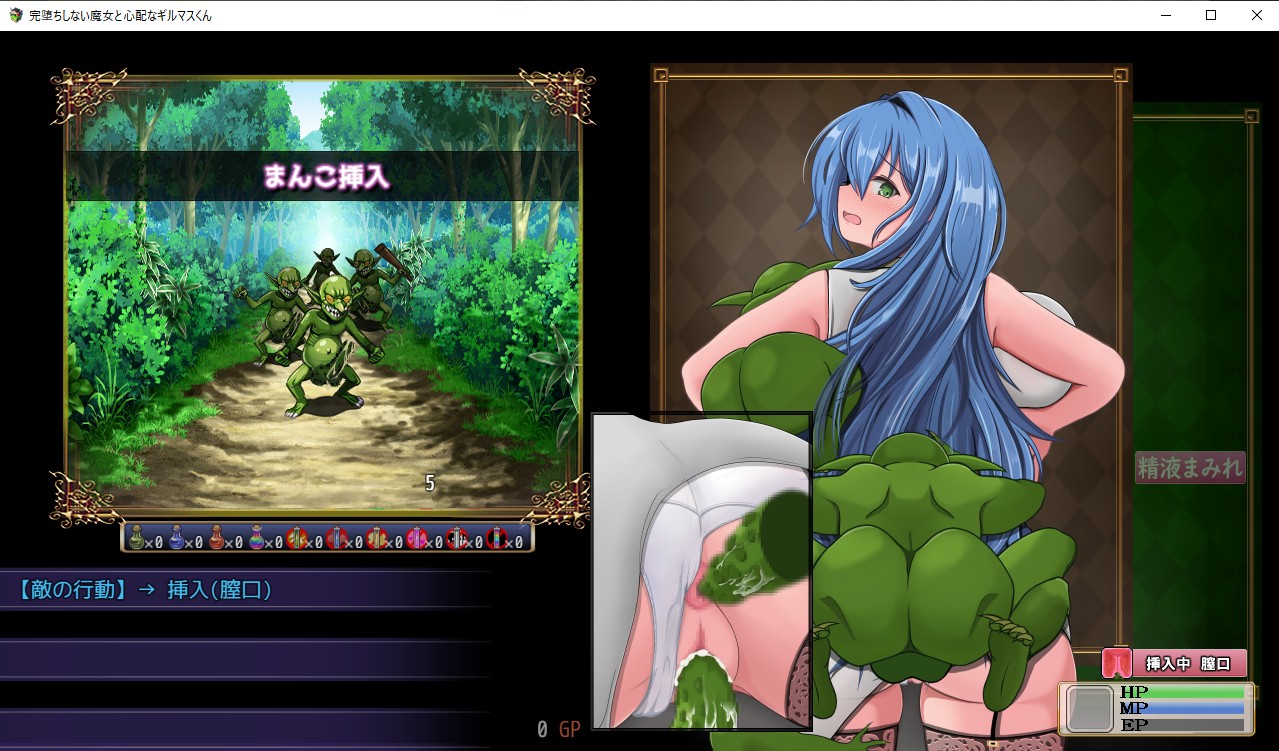 完堕ちしない魔女と心配なギルマスくん
まんこ挿入
5
×0 ×0 ×0 ×0 ×0 ×0 ×0 ×0 ×0 ×0
【敵の行動】→ 挿入(膣口)
0 GP
精液まみれ
挿入中 膣口
HP
MP
EP